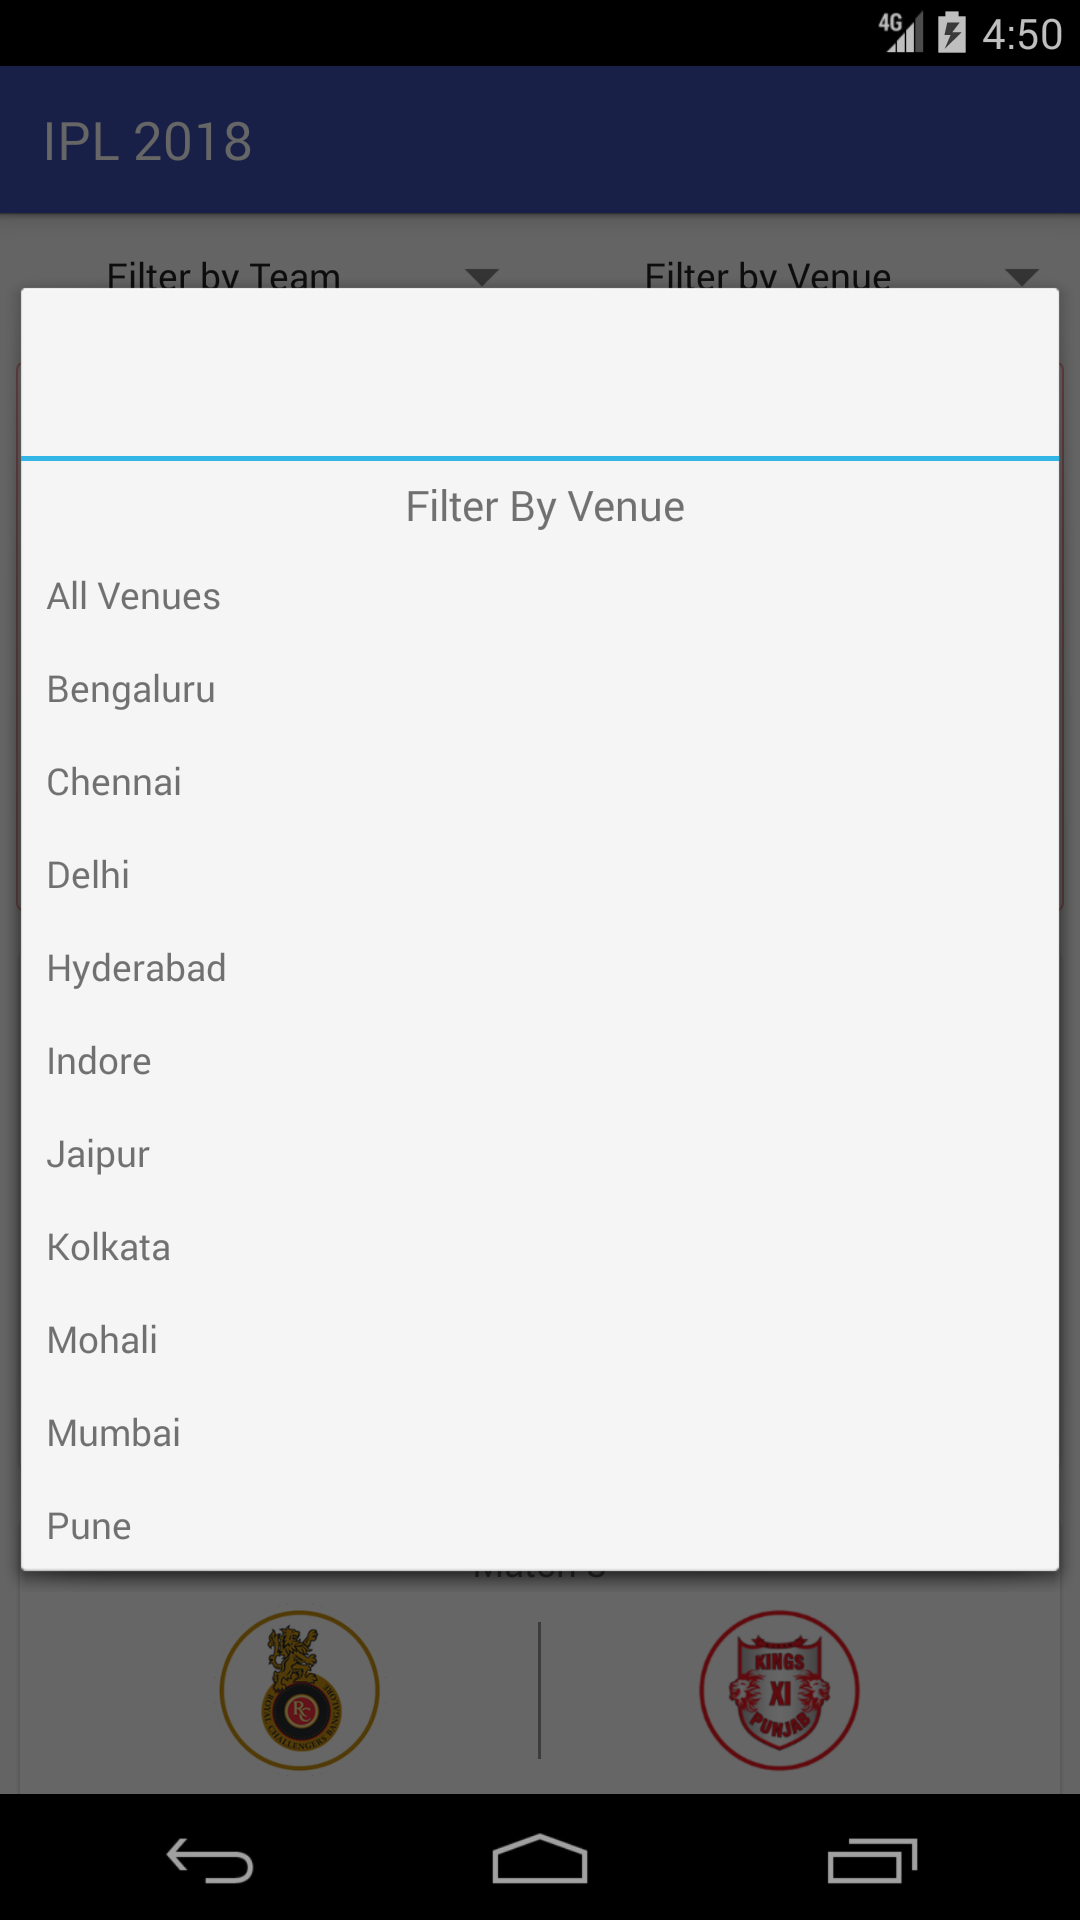 4G 4:50
IPL 2018
Filter by Team Filter by Venue
Filter By Venue
All Venues
Bengaluru
Chennai
Delhi
Hyderabad
Indore
Jaipur
Kolkata
Mohali
Mumbai
Pune
RC
ROYAL CHALLENGERS BANGALORE
KINGS
XI
PUNJAB